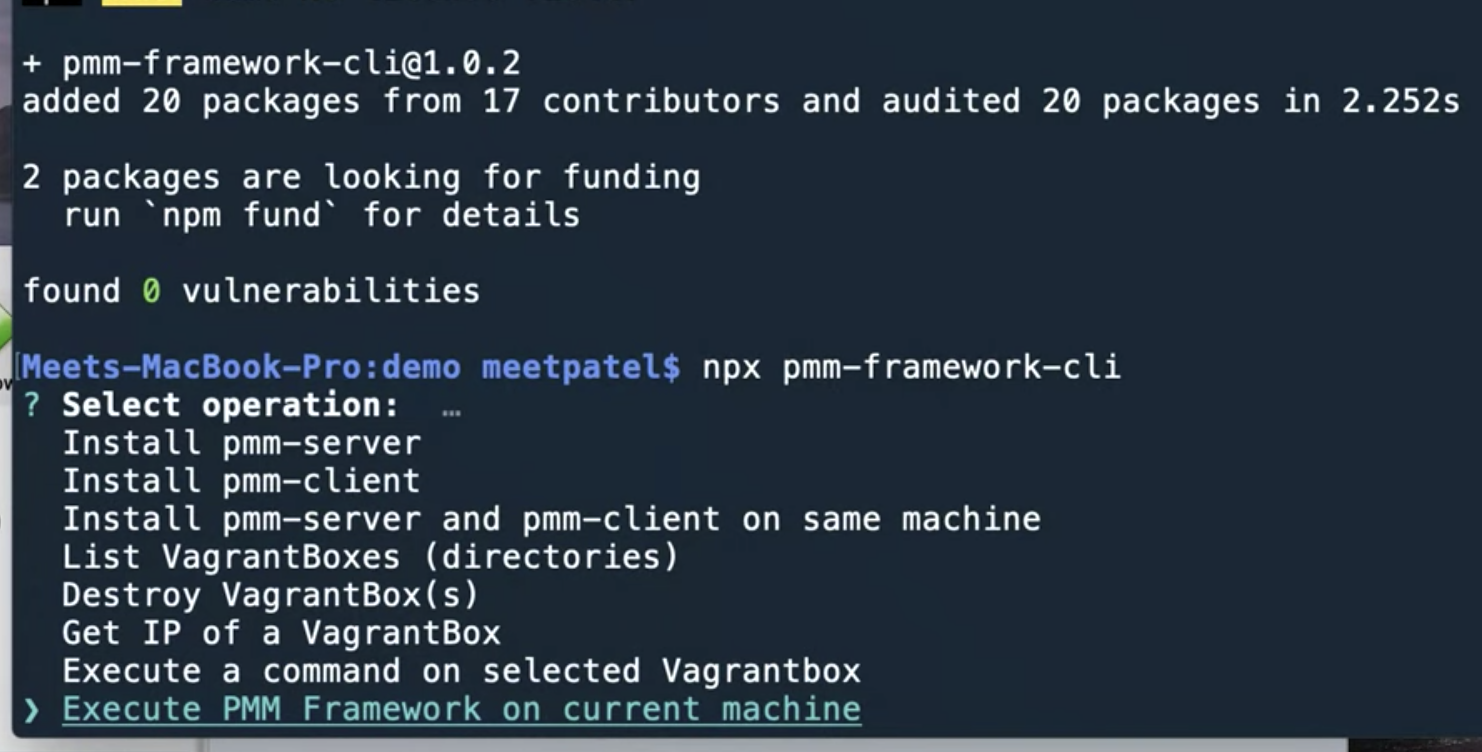 + pmm-framework-cli@1.0.2
added 20 packages from 17 contributors and audited 20 packages in 2.252s
2 packages are looking for funding
run `npm fund` for details
found 0 vulnerabilities
Meets-MacBook-Pro:demo meetpatel$ npx pmm-framework-cli
? Select operation: …
Install pmm-server
Install pmm-client
Install pmm-server and pmm-client on same machine
List VagrantBoxes (directories)
Destroy VagrantBox(s)
Get IP of a VagrantBox
Execute a command on selected Vagrantbox
❯ Execute PMM Framework on current machine